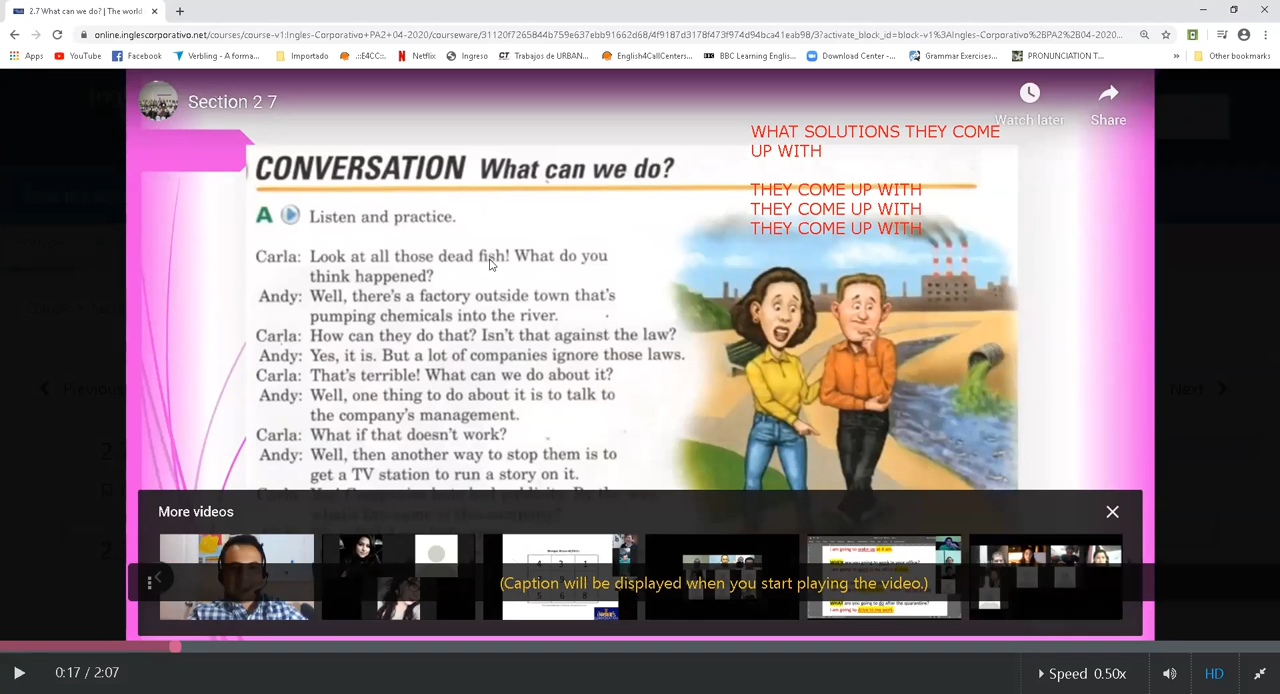 2.7 What can we do? | The world
online.inglescorporativo.net/courses/course-v1:Ingles-Corporativo+PA2+04-2020/courseware/31120f7265844b759e637ebb91662d68/4f9187d3178f473f974d94bca41eab98/3?activate_block_id=block-v1%3AIngles-Corporativo%2BPA2%2B04-2020...
Apps YouTube Facebook Verbling - A forma... Importado .::E4CC::. Netflix Ingreso Trabajos de URBAN... English4CallCenters... BBC Learning Englis... Download Center -... Grammar Exercises... PRONUNCIATION T... » Other bookmarks
Section 2 7
Watch later
Share
WHAT SOLUTIONS THEY COME
UP WITH
THEY COME UP WITH
THEY COME UP WITH
THEY COME UP WITH
CONVERSATION What can we do?
A Listen and practice.
Carla: Look at all those dead fish! What do you
think happened?
Andy: Well, there's a factory outside town that's
pumping chemicals into the river.
Carla: How can they do that? Isn't that against the law?
Andy: Yes, it is. But a lot of companies ignore those laws.
Carla: That's terrible! What can we do about it?
Andy: Well, one thing to do about it is to talk to
the company's management.
Carla: What if that doesn't work?
Andy: Well, then another way to stop them is to
get a TV station to run a story on it.
Previous
Next
More videos
(Caption will be displayed when you start playing the video.)
0:17 / 2:07
Speed 0.50x
HD